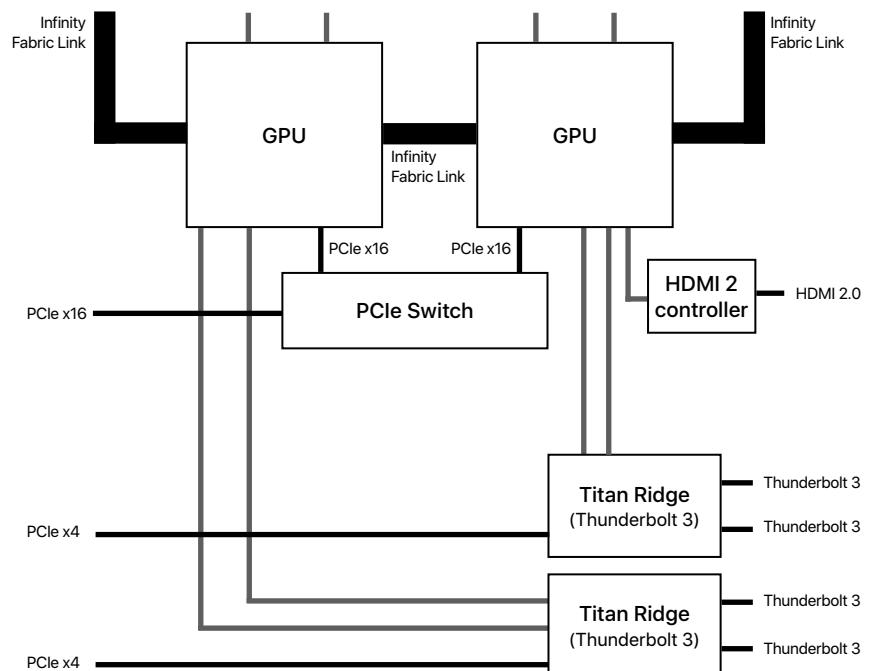 Infinity
Fabric Link
Infinity
Fabric Link
GPU
GPU
Infinity
Fabric Link
PCIe x16
PCIe x16
HDMI 2
controller
HDMI 2.0
PCIe x16
PCIe Switch
Titan Ridge
(Thunderbolt 3)
Thunderbolt 3
Thunderbolt 3
PCIe x4
Titan Ridge
(Thunderbolt 3)
Thunderbolt 3
Thunderbolt 3
PCIe x4